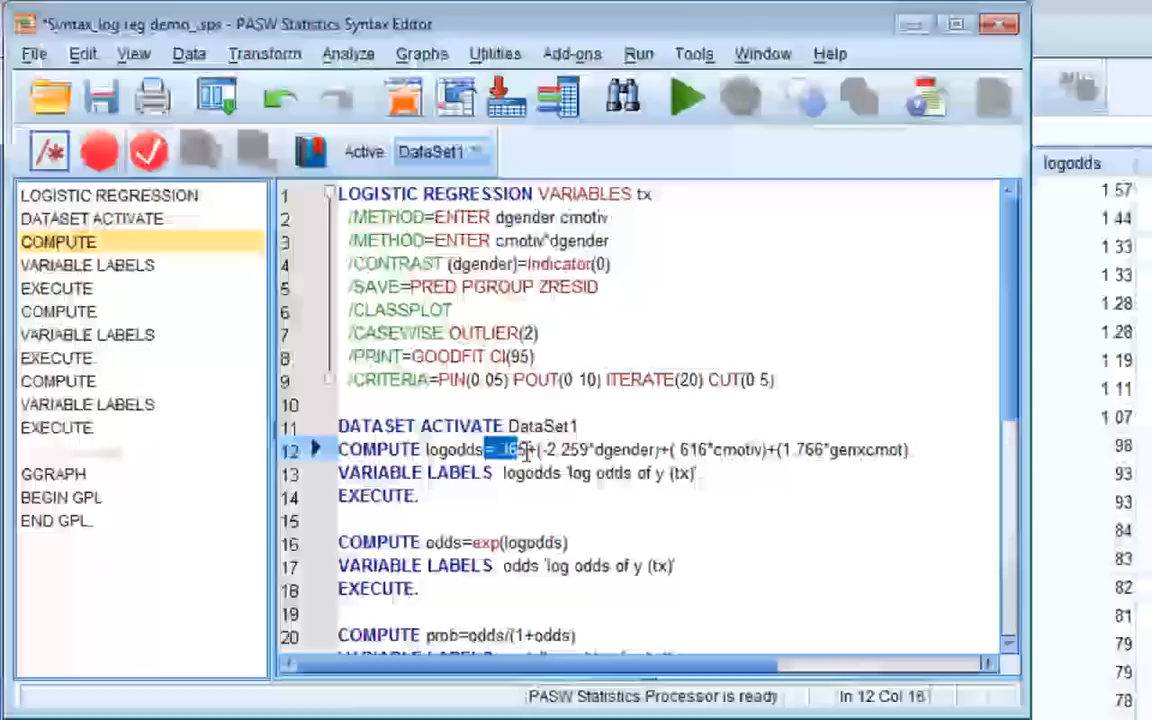 *Syntax_log reg demo_.sps - PASW Statistics Syntax Editor
File Edit View Data Transform Analyze Graphs Utilities Add-ons Run Tools Window Help
Active DataSet1
LOGISTIC REGRESSION
DATASET ACTIVATE
COMPUTE
VARIABLE LABELS
EXECUTE
COMPUTE
VARIABLE LABELS
EXECUTE
COMPUTE
VARIABLE LABELS
EXECUTE
GGRAPH
BEGIN GPL
END GPL.
1 LOGISTIC REGRESSION VARIABLES tx
2 /METHOD=ENTER dgender cmotiv
3 /METHOD=ENTER cmotiv*dgender
4 /CONTRAST (dgender)=Indicator(0)
5 /SAVE=PRED PGROUP ZRESID
6 /CLASSPLOT
7 /CASEWISE OUTLIER(2)
8 /PRINT=GOODFIT CI(95)
9 /CRITERIA=PIN(0 05) POUT(0 10) ITERATE(20) CUT(0 5)
10
11 DATASET ACTIVATE DataSet1
12 COMPUTE logodds= +(-2 259*dgender)+( 616*cmotiv)+(1.766*genxcmot).
13 VARIABLE LABELS logodds 'log odds of y (tx)'
14 EXECUTE.
15
16 COMPUTE odds=exp(logodds)
17 VARIABLE LABELS odds 'log odds of y (tx)'
18 EXECUTE.
19
20 COMPUTE prob=odds/(1+odds)
PASW Statistics Processor is ready In 12 Col 16
logodds
1 57
1 44
1 33
1 33
1 28
1 28
1 19
1 11
1 07
98
93
93
84
83
82
81
79
79
78